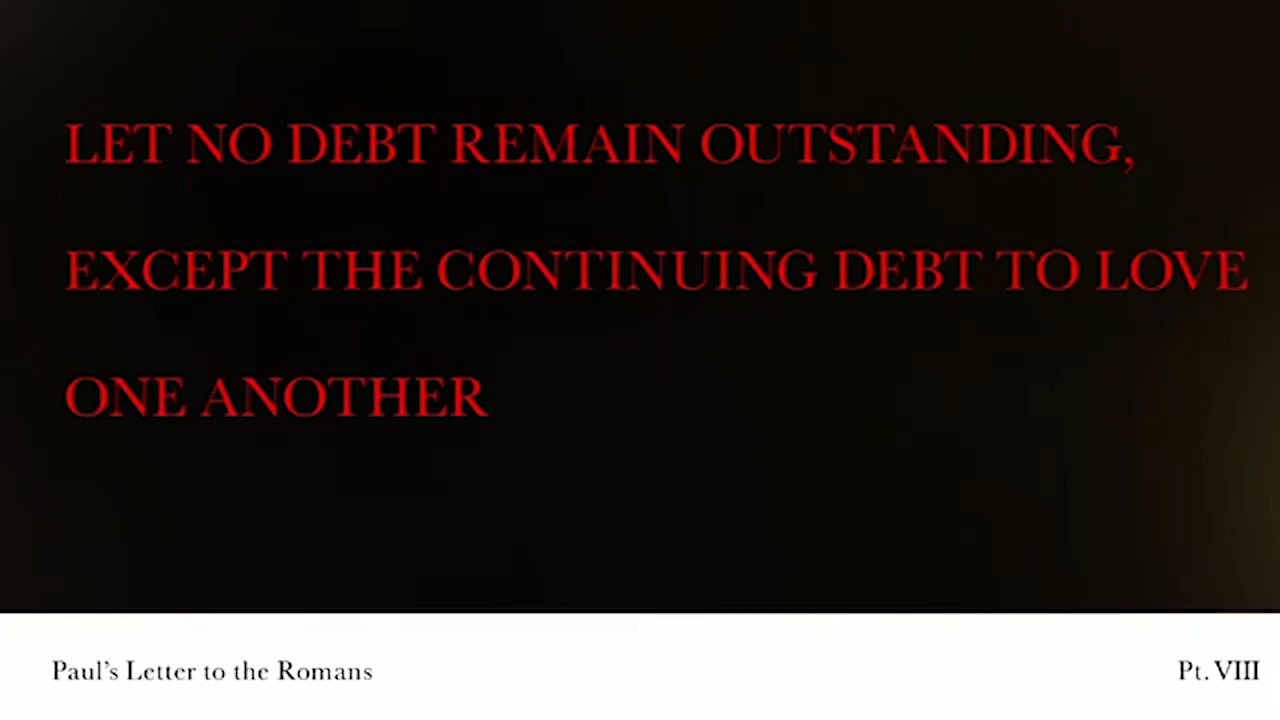 LET NO DEBT REMAIN OUTSTANDING,
EXCEPT THE CONTINUING DEBT TO LOVE
ONE ANOTHER
Paul's Letter to the Romans
Pt. VIII